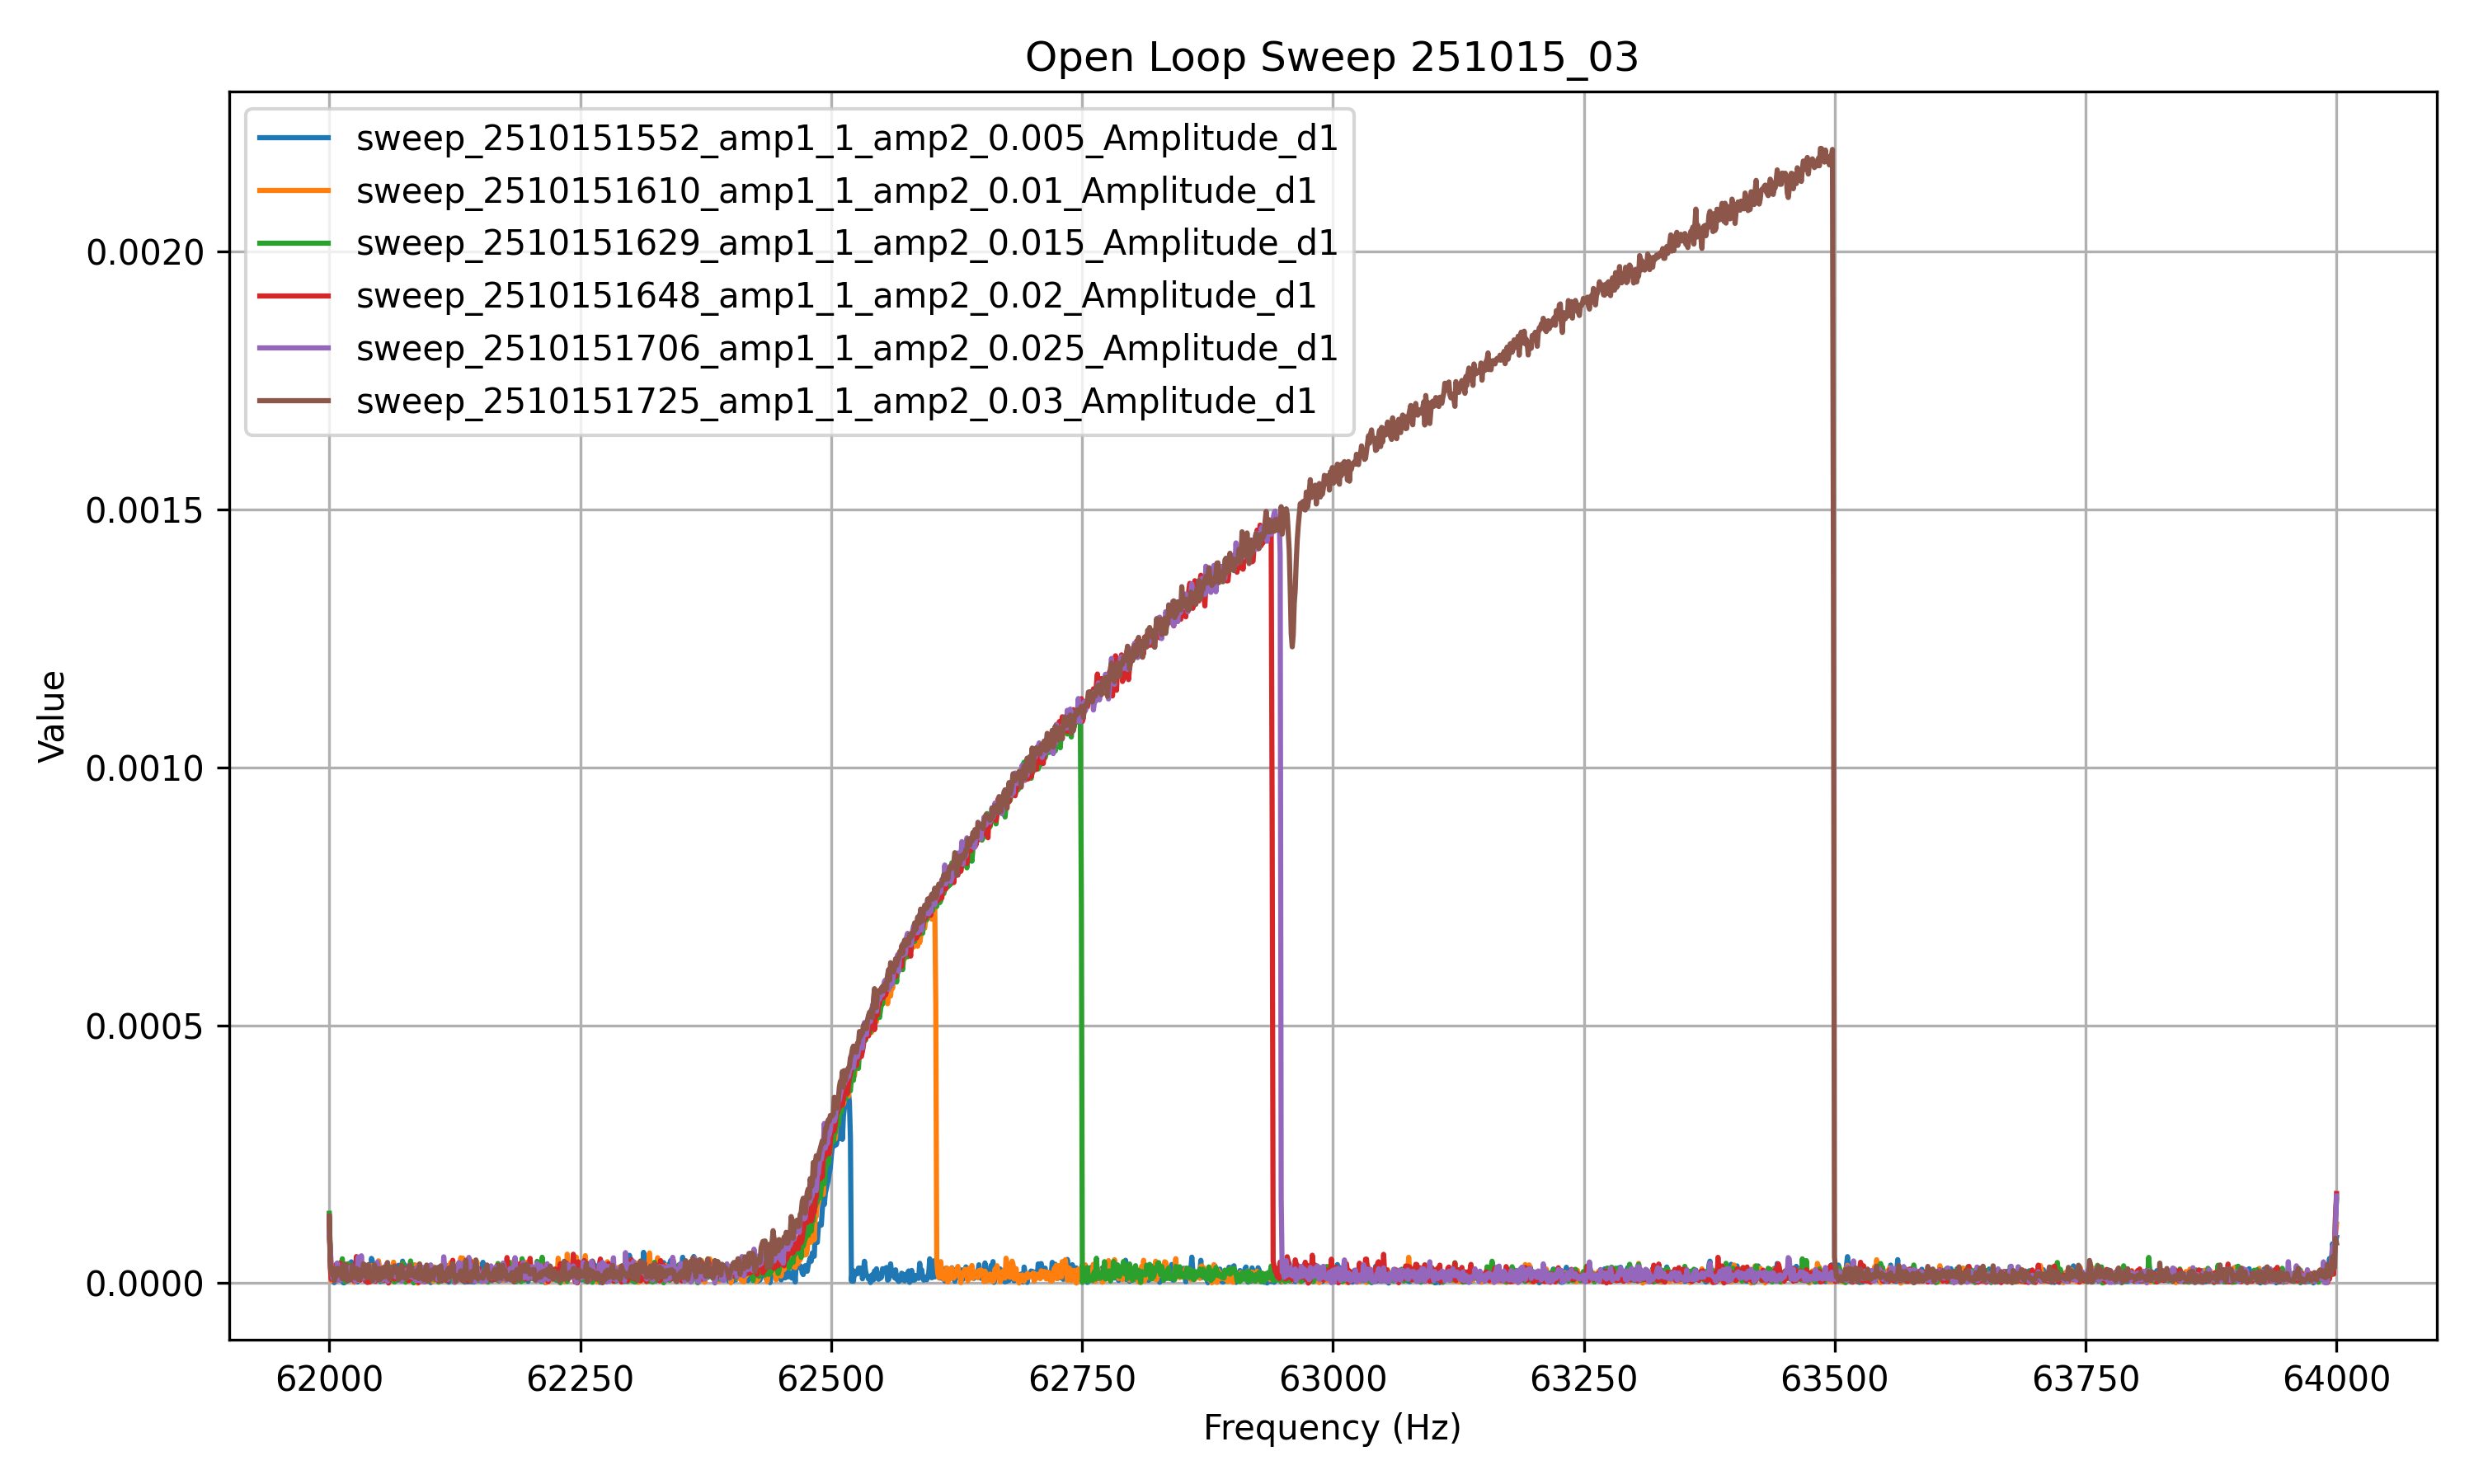 Open Loop Sweep 251015_03
sweep_2510151552_amp1_1_amp2_0.005_Amplitude_d1
sweep_2510151610_amp1_1_amp2_0.01_Amplitude_d1
sweep_2510151629_amp1_1_amp2_0.015_Amplitude_d1
sweep_2510151648_amp1_1_amp2_0.02_Amplitude_d1
sweep_2510151706_amp1_1_amp2_0.025_Amplitude_d1
sweep_2510151725_amp1_1_amp2_0.03_Amplitude_d1
0.0020
0.0015
0.0010
0.0005
0.0000
Value
62000 62250 62500 62750 63000 63250 63500 63750 64000
Frequency (Hz)